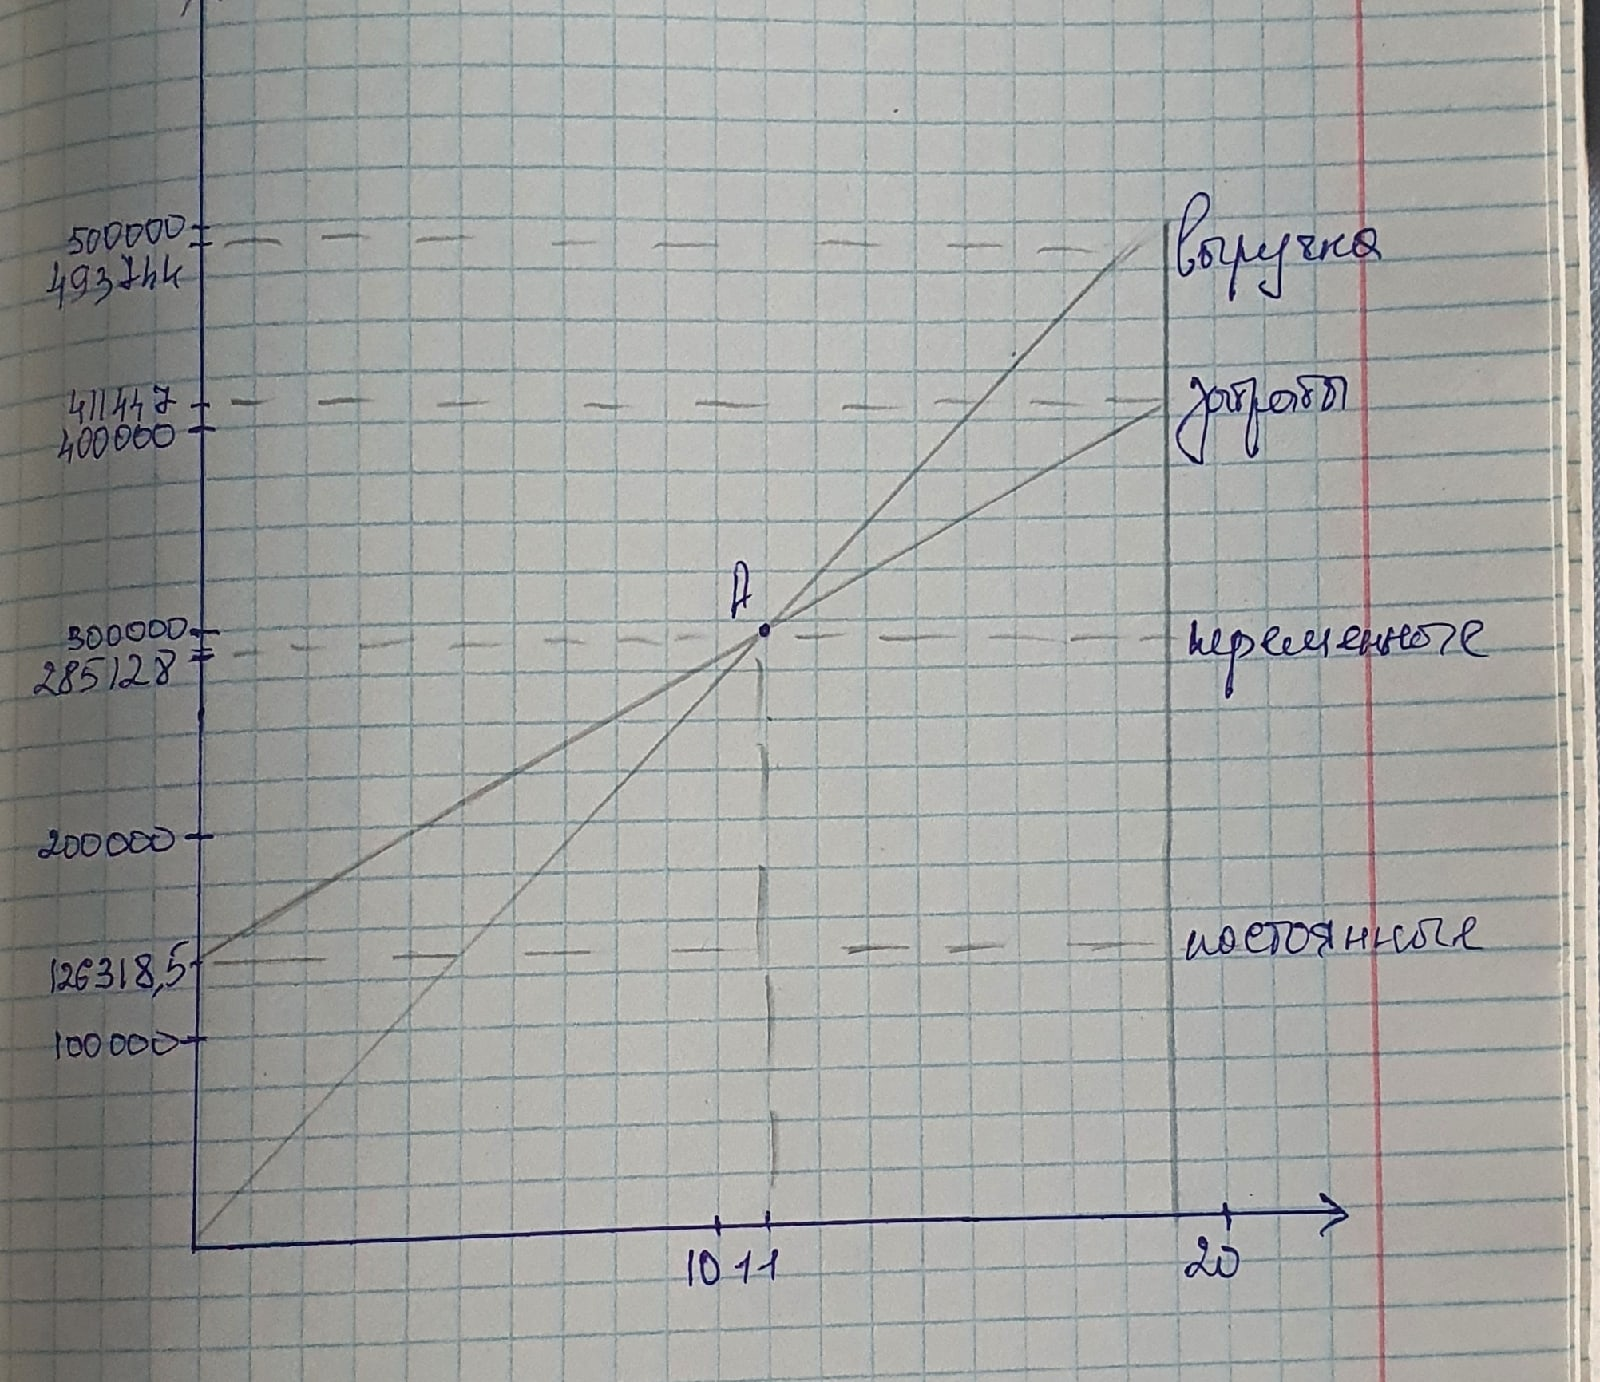 500000
493744
выручка
411447
400000
затраты
А
300000
285128
переменные
200000
126318,5
постоянные
100000
10 11
20